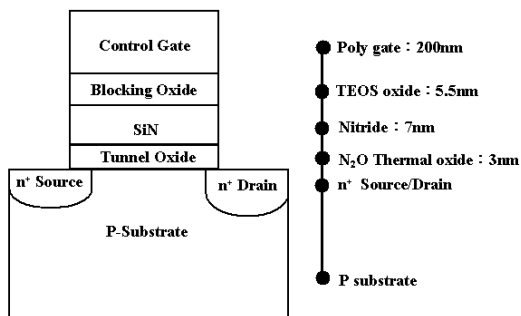 Control Gate
Blocking Oxide
SiN
Tunnel Oxide
n⁺ Source
n⁺ Drain
P-Substrate
Poly gate：200nm
TEOS oxide：5.5nm
Nitride：7nm
N₂O Thermal oxide：3nm
n⁺ Source/Drain
P substrate